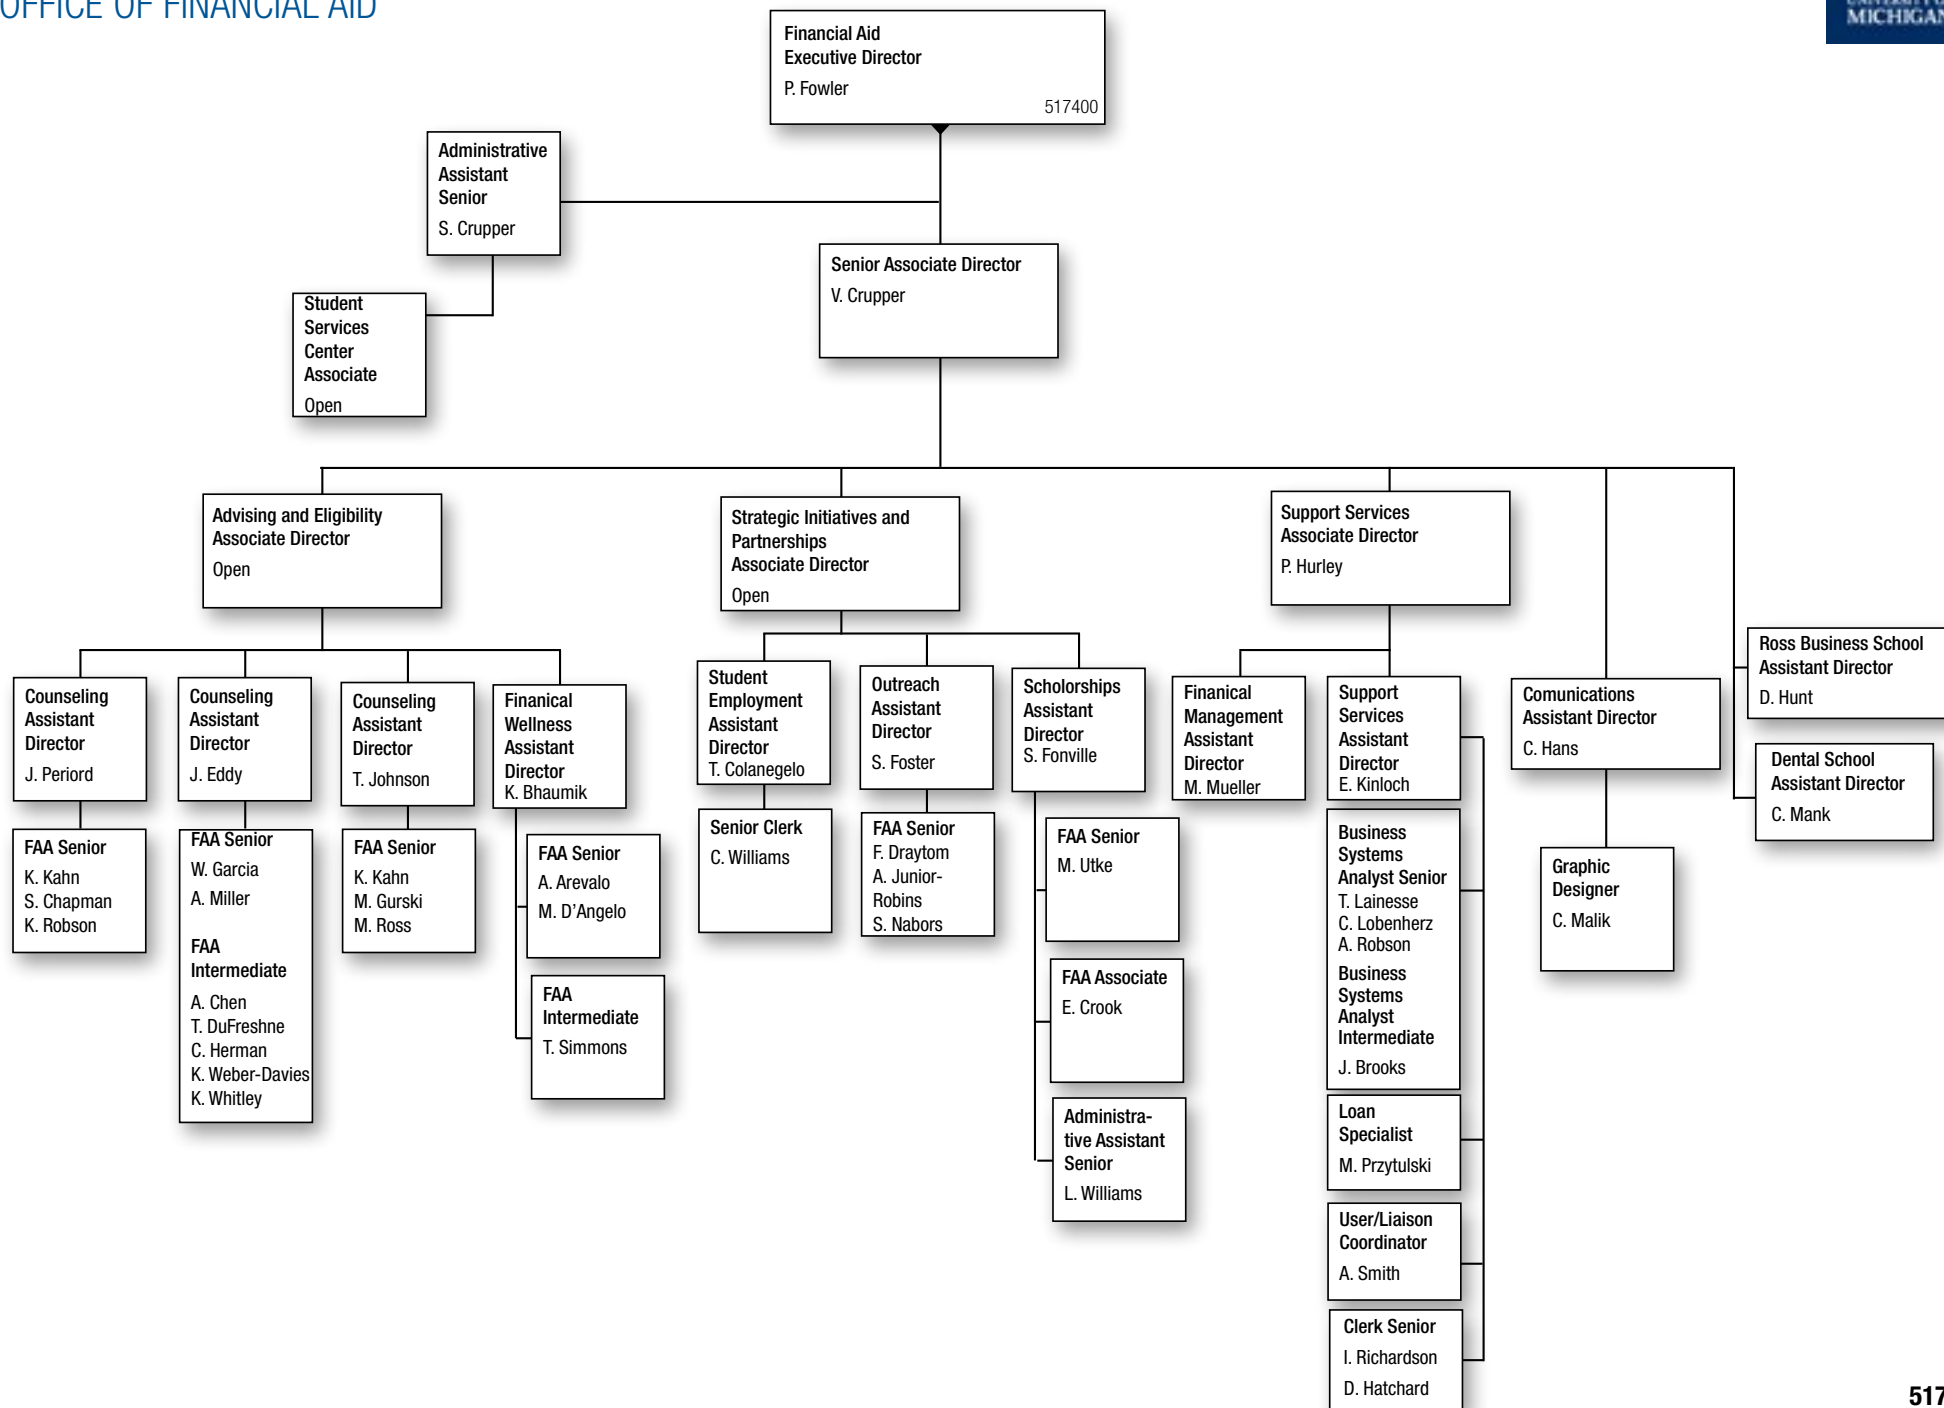 OFFICE OF FINANCIAL AID
MICHIGAN
Financial Aid
Executive Director
P. Fowler
517400
Administrative
Assistant
Senior
S. Crupper
Student
Services
Center
Associate
Open
Senior Associate Director
V. Crupper
Advising and Eligibility
Associate Director
Open
Strategic Initiatives and
Partnerships
Associate Director
Open
Support Services
Associate Director
P. Hurley
Ross Business School
Assistant Director
D. Hunt
Dental School
Assistant Director
C. Mank
Counseling
Assistant
Director
J. Periord
Counseling
Assistant
Director
J. Eddy
Counseling
Assistant
Director
T. Johnson
Finanical
Wellness
Assistant
Director
K. Bhaumik
Student
Employment
Assistant
Director
T. Colanegelo
Outreach
Assistant
Director
S. Foster
Scholorships
Assistant
Director
S. Fonville
Finanical
Management
Assistant
Director
M. Mueller
Support
Services
Assistant
Director
E. Kinloch
Comunications
Assistant Director
C. Hans
FAA Senior
K. Kahn
S. Chapman
K. Robson
FAA Senior
W. Garcia
A. Miller
FAA
Intermediate
A. Chen
T. DuFreshne
C. Herman
K. Weber-Davies
K. Whitley
FAA Senior
K. Kahn
M. Gurski
M. Ross
FAA Senior
A. Arevalo
M. D’Angelo
FAA
Intermediate
T. Simmons
Senior Clerk
C. Williams
FAA Senior
F. Draytom
A. Junior-
Robins
S. Nabors
FAA Senior
M. Utke
FAA Associate
E. Crook
Administra-
tive Assistant
Senior
L. Williams
Business
Systems
Analyst Senior
T. Lainesse
C. Lobenherz
A. Robson
Business
Systems
Analyst
Intermediate
J. Brooks
Loan
Specialist
M. Przytulski
User/Liaison
Coordinator
A. Smith
Clerk Senior
I. Richardson
D. Hatchard
Graphic
Designer
C. Malik
517